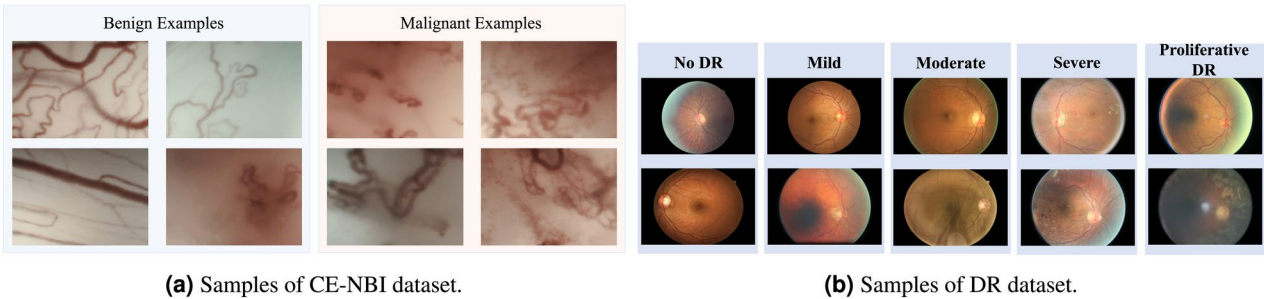 Benign Examples
Malignant Examples
No DR
Mild
Moderate
Severe
Proliferative
DR
(a) Samples of CE-NBI dataset.
(b) Samples of DR dataset.